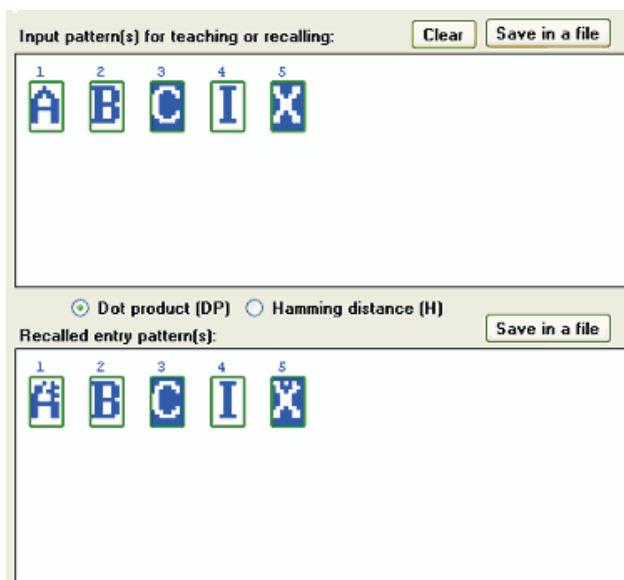 Input pattern(s) for teaching or recalling: Clear Save in a file
1 2 3 4 5
A B C I X
Dot product (DP) Hamming distance (H)
Recalled entry pattern(s): Save in a file
1 2 3 4 5
A B C I X